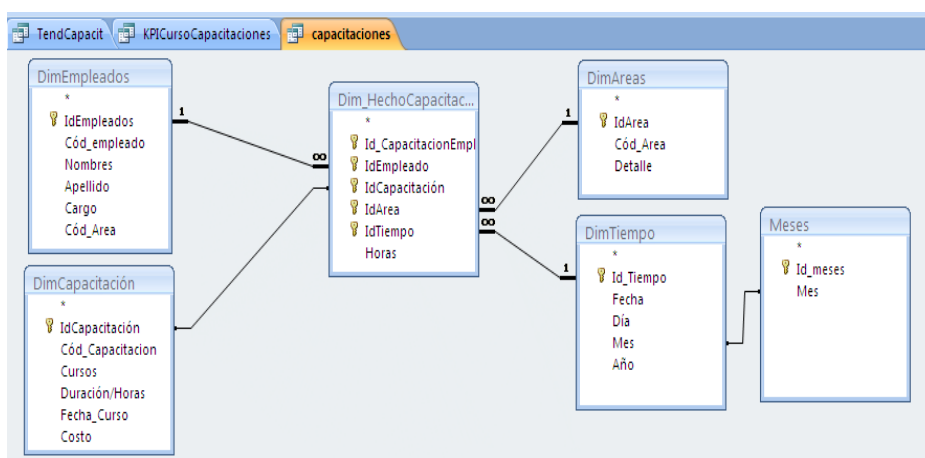 TendCapacit
KPICursoCapacitaciones
capacitaciones
DimEmpleados
*
IdEmpleados
Cód_empleado
Nombres
Apellido
Cargo
Cód_Area
1
∞
Dim_HechoCapacitac...
*
Id_CapacitacionEmpl
IdEmpleado
IdCapacitación
IdArea
IdTiempo
Horas
∞
∞
DimAreas
*
IdArea
Cód_Area
Detalle
1
DimCapacitación
*
IdCapacitación
Cód_Capacitacion
Cursos
Duración/Horas
Fecha_Curso
Costo
DimTiempo
*
Id_Tiempo
Fecha
Día
Mes
Año
1
Meses
*
Id_meses
Mes